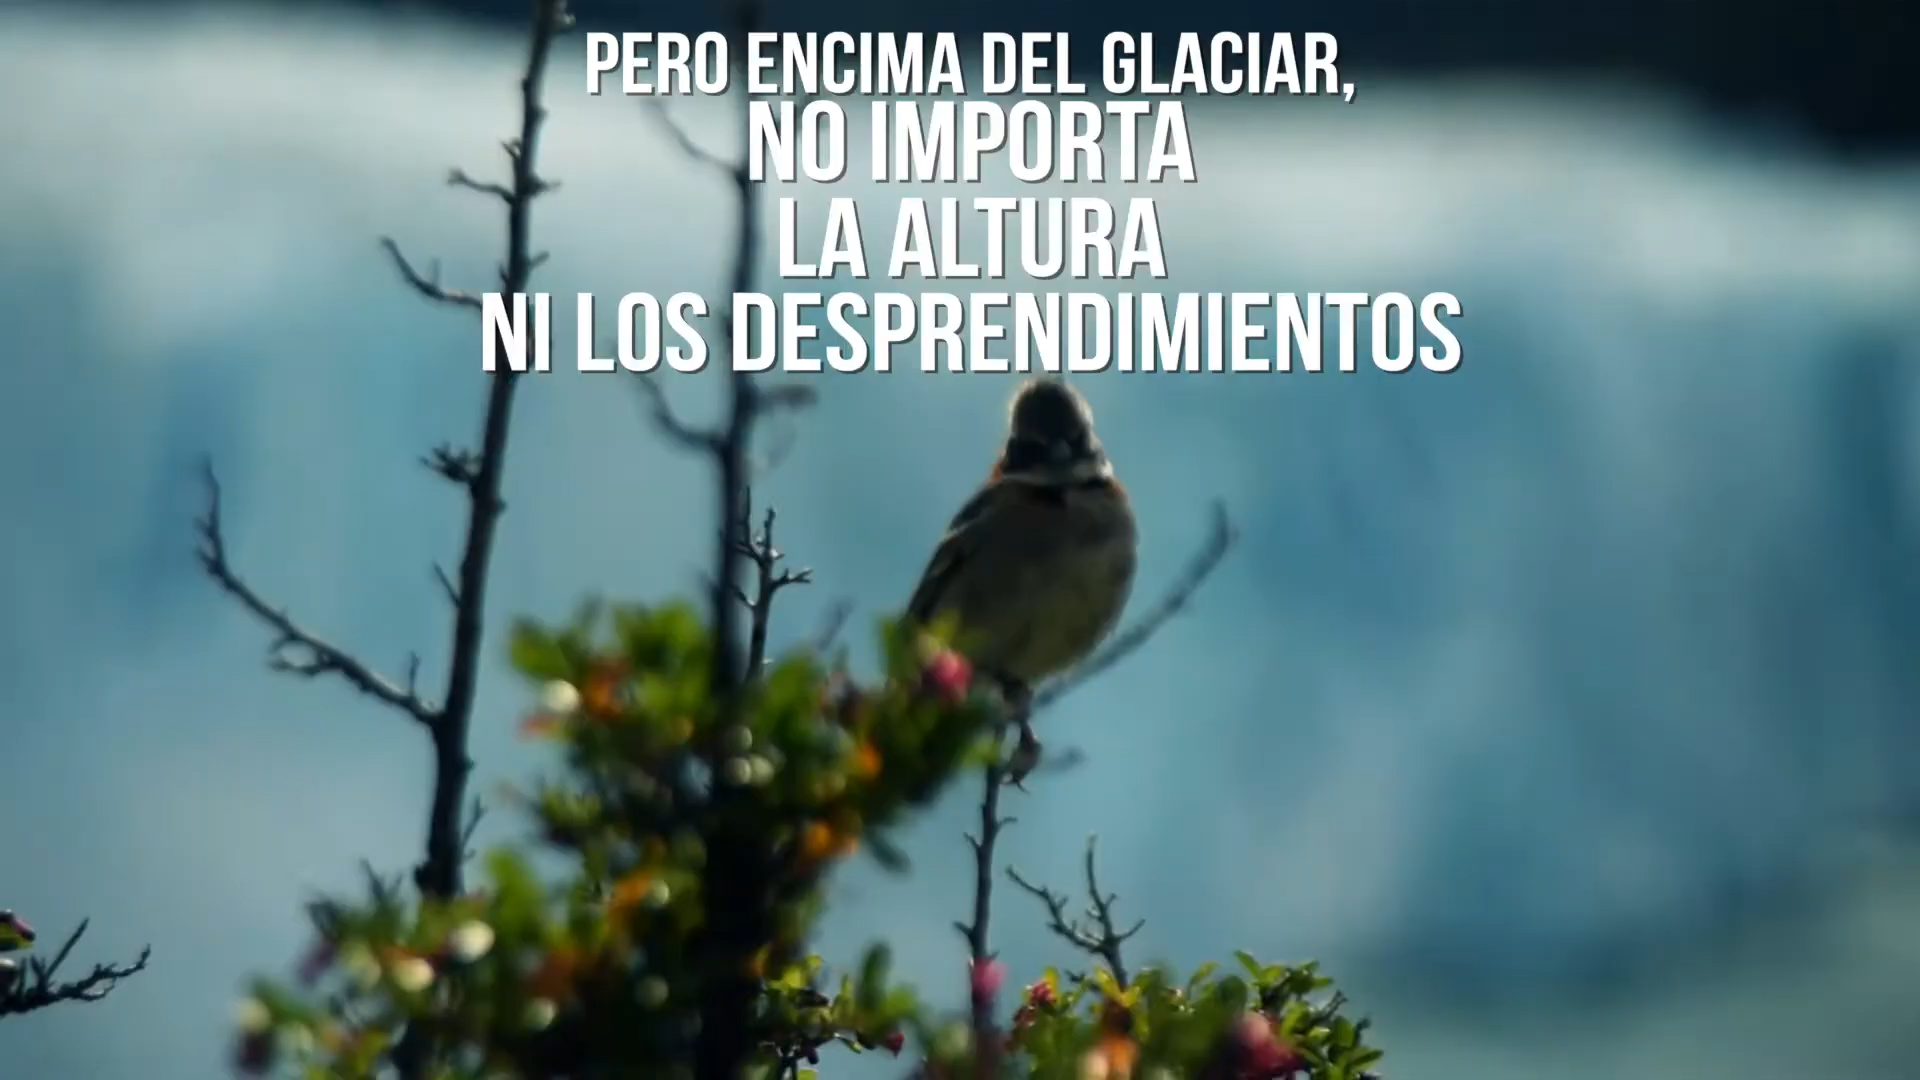 PERO ENCIMA DEL GLACIAR,
NO IMPORTA
LA ALTURA
NI LOS DESPRENDIMIENTOS